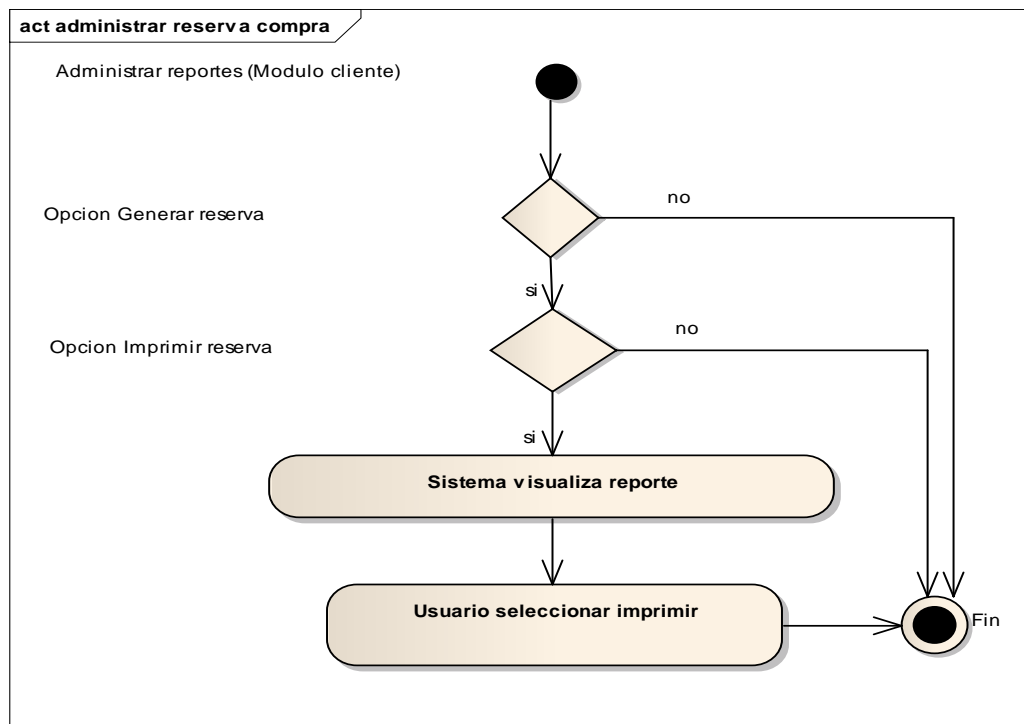 act administrar reserva compra
Administrar reportes (Modulo cliente)
no
Opcion Generar reserva
si
no
Opcion Imprimir reserva
si
Sistema visualiza reporte
Usuario seleccionar imprimir
Fin